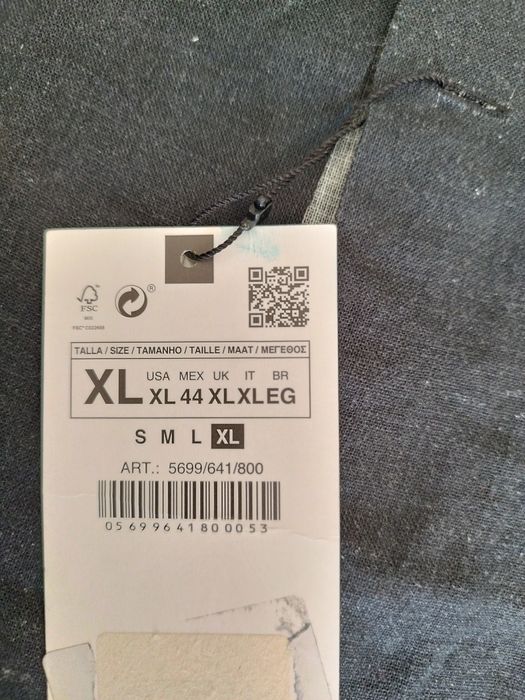 FSC
®
TALLA / SIZE / TAMANHO / TAILLE / MAAT / ΜΕΓΕΘΟΣ
XL
USA MEX UK IT BR
XL 44 XL XL EG
S M L XL
ART.: 5699/641/800
05699641800053